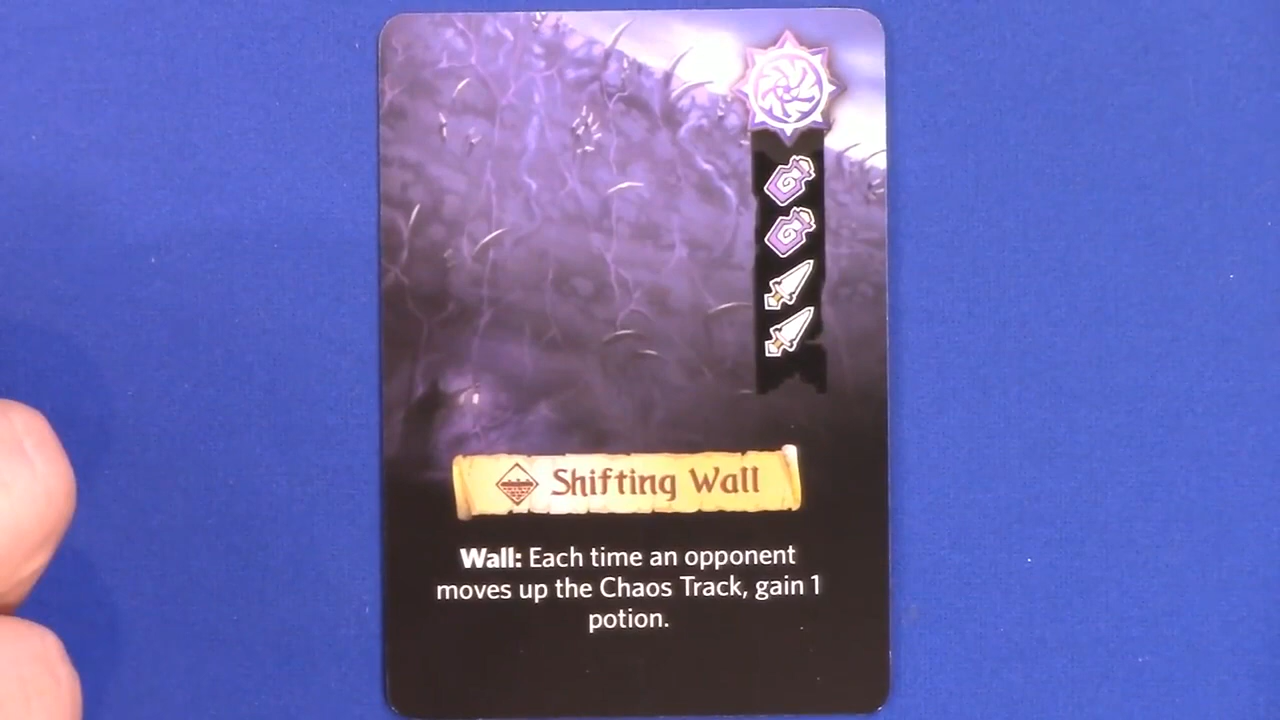 Shifting Wall
Wall: Each time an opponent
moves up the Chaos Track, gain 1
potion.